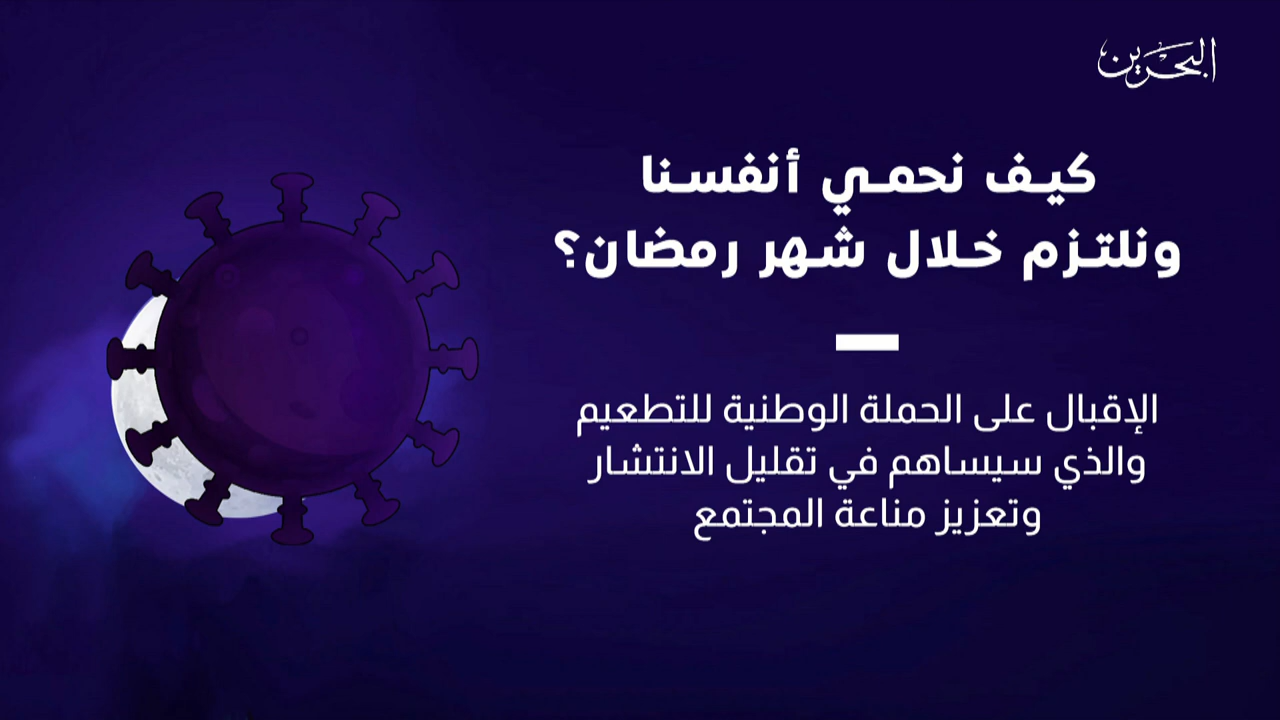 البحرين
كيف نحمي أنفسنا
ونلتزم خلال شهر رمضان؟
الإقبال على الحملة الوطنية للتطعيم
والذي سيساهم في تقليل الانتشار
وتعزيز مناعة المجتمع